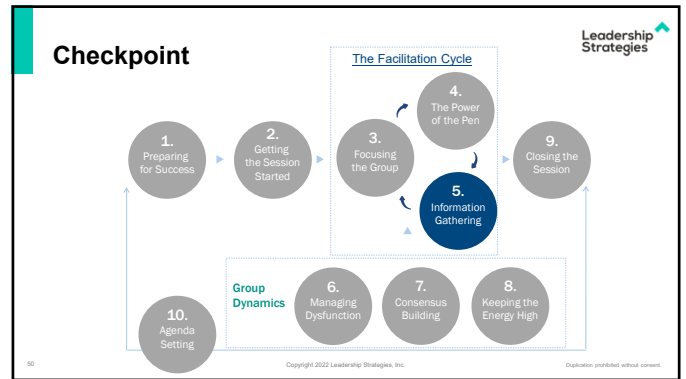 Checkpoint
Leadership
Strategies
The Facilitation Cycle
1.
Preparing
for Success
2.
Getting
the Session
Started
3.
Focusing
the Group
4.
The Power
of the Pen
5.
Information
Gathering
9.
Closing the
Session
Group
Dynamics
6.
Managing
Dysfunction
7.
Consensus
Building
8.
Keeping the
Energy High
10.
Agenda
Setting
50
Copyright 2022 Leadership Strategies, Inc.
Duplication prohibited without consent.